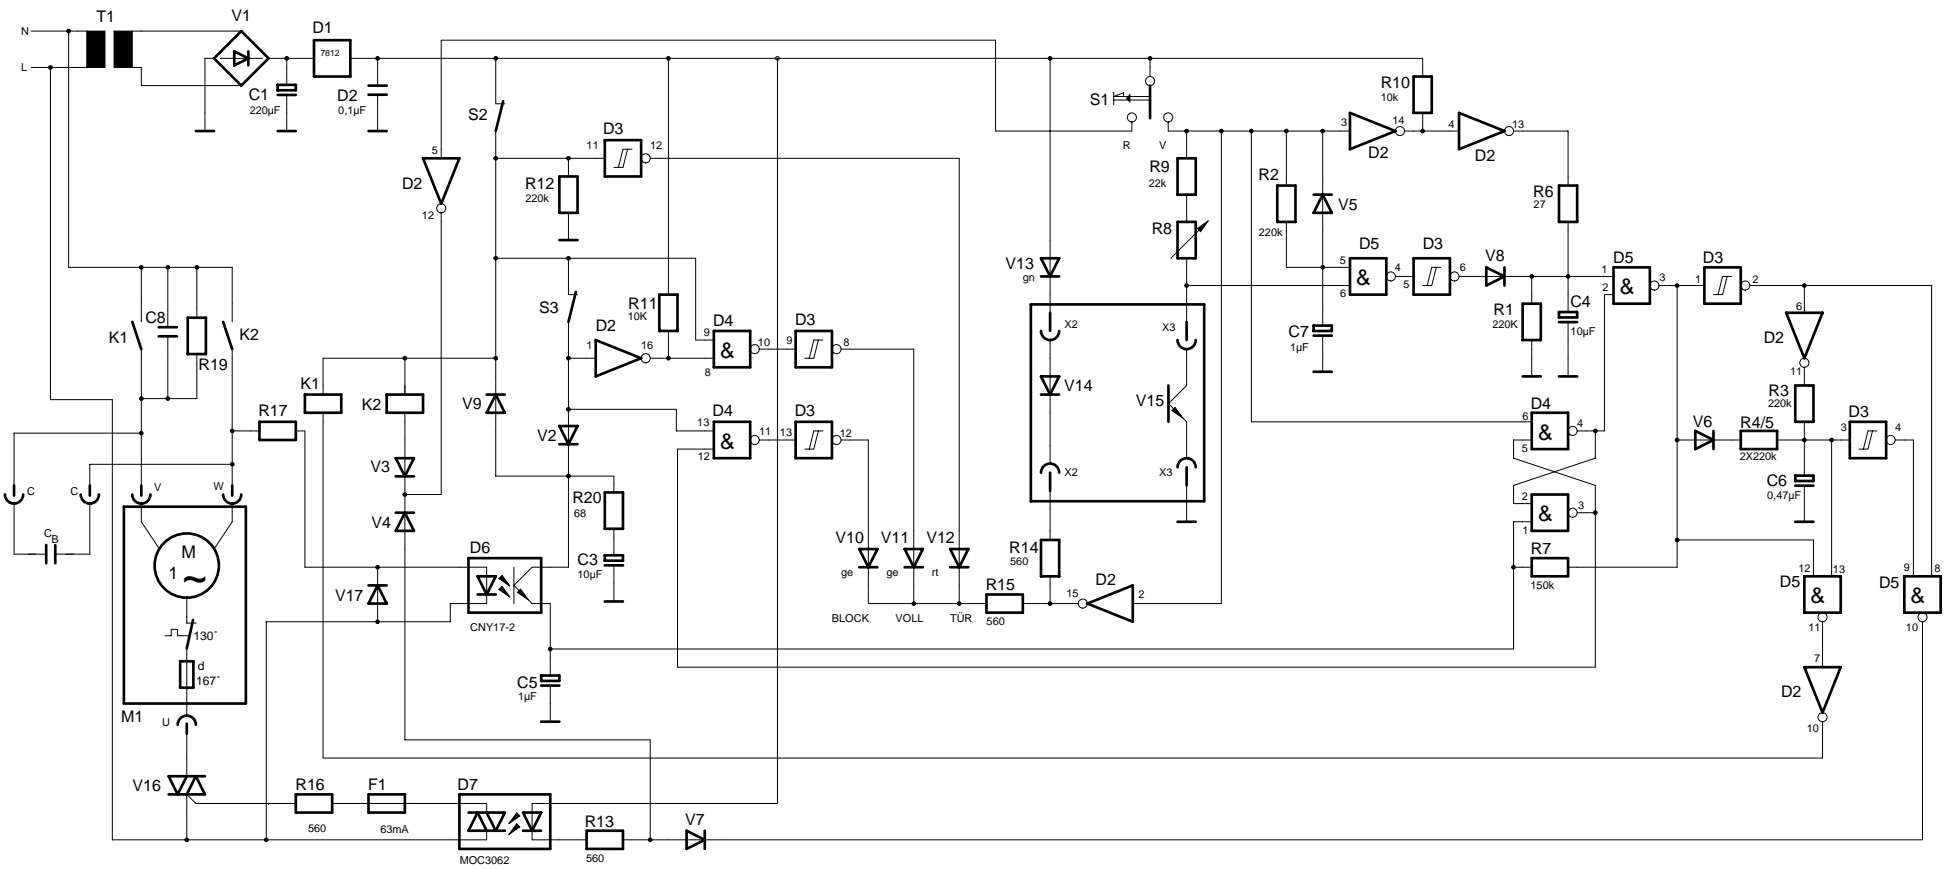 T1
V1
D1
7812
N
L
C1
220µF
D2
0,1µF
S2
D3
11
12
5
D2
12
R12
220k
S1
R
V
R10
10k
3
14
D2
4
13
D2
R9
22k
R8
R2
220k
V5
R6
27
V13
gn
D5
5
6
&
4
D3
5
6
V8
D5
1
2
&
3
D3
1
2
S3
R11
10K
D2
1
16
D4
9
8
&
10
D3
9
8
X2
X3
C7
1µF
R1
220K
C4
10µF
6
D2
11
K1
C8
R19
K2
K1
K2
V9
V14
V15
R3
220k
R17
V2
D4
13
12
&
11
D3
13
12
D4
6
5
&
4
V6
R4/5
2X220k
D3
3
4
V3
X2
X3
C6
0,47µF
C
C
V
W
V4
R20
68
2
1
&
3
CB
M
1
~
D6
CNY17-2
C3
10µF
V10
ge
V11
ge
V12
rt
R14
560
R7
150k
V17
R15
560
15
D2
2
BLOCK
VOLL
TÜR
12
13
D5
&
11
9
8
D5
&
10
130°
d
167°
C5
1µF
7
D2
10
M1
U
V16
R16
560
F1
63mA
D7
MOC3062
R13
560
V7